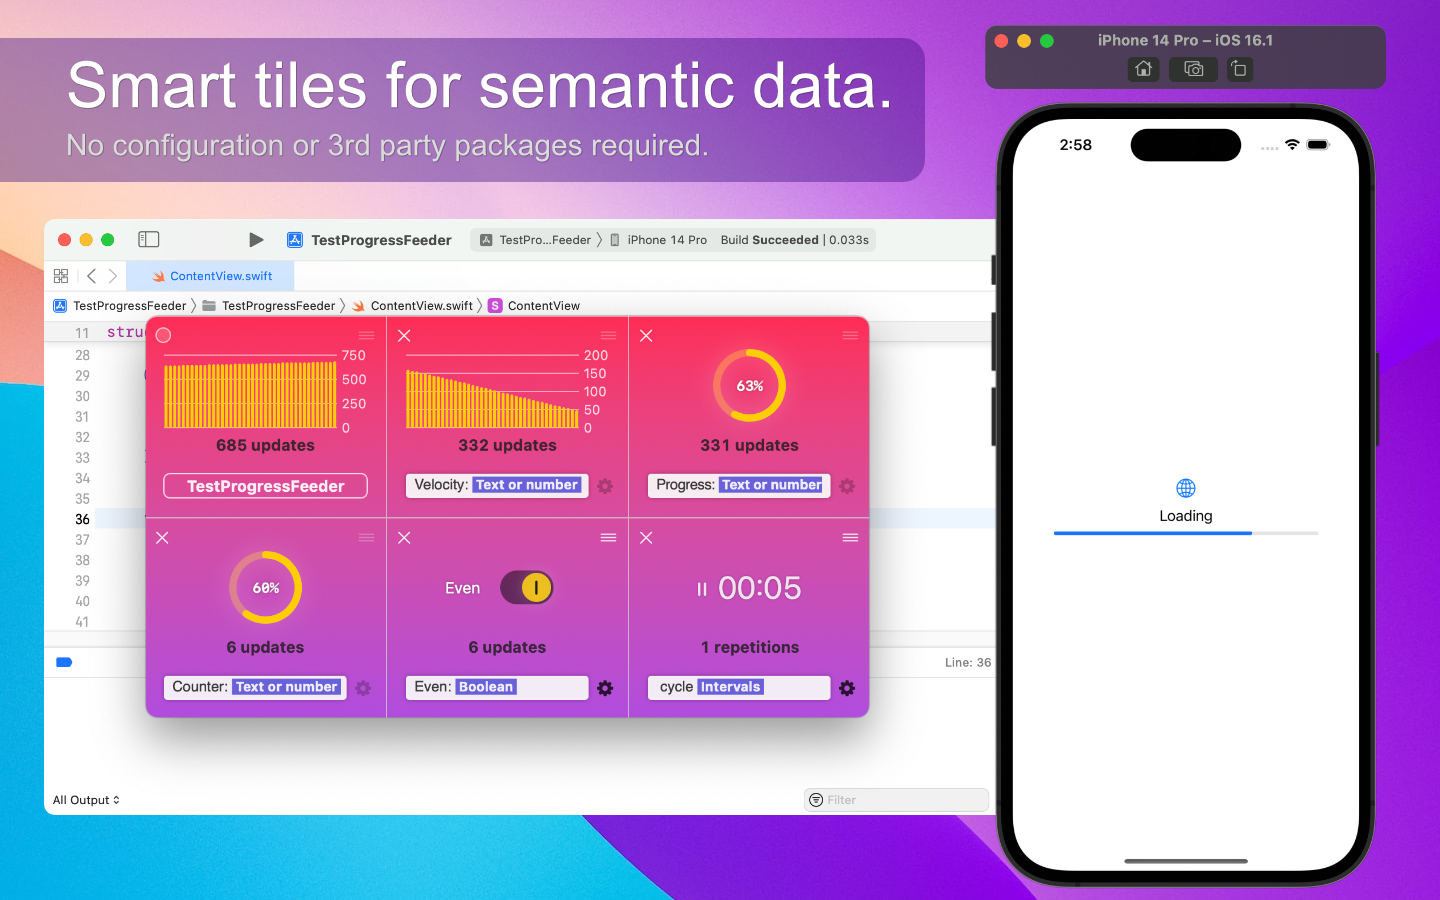 Smart tiles for semantic data.
No configuration or 3rd party packages required.
iPhone 14 Pro – iOS 16.1
2:58
Loading
TestProgressFeeder
TestPro...Feeder 〉 iPhone 14 Pro Build Succeeded | 0.033s
ContentView.swift
TestProgressFeeder 〉 TestProgressFeeder 〉 ContentView.swift 〉 S ContentView
11 struc
28
29
30
31
32
33
34
35
36
37
38
39
40
41
750
500
250
0
685 updates
TestProgressFeeder
200
150
100
50
0
332 updates
Velocity: Text or number
63%
331 updates
Progress: Text or number
60%
6 updates
Counter: Text or number
Even
6 updates
Even: Boolean
00:05
1 repetitions
cycle Intervals
Line: 36
All Output
Filter